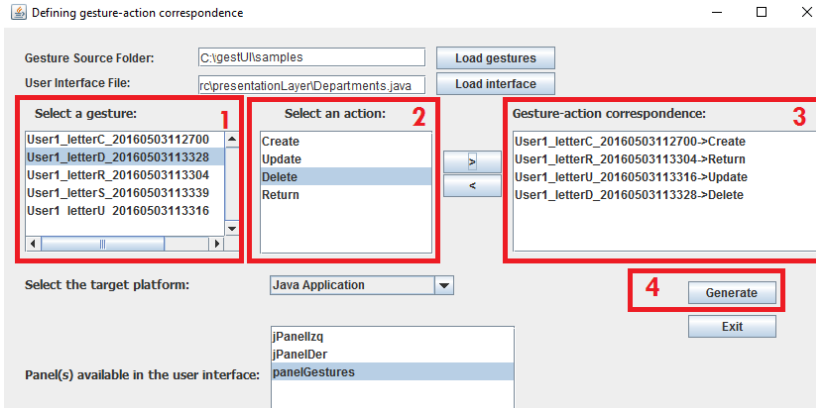 Defining gesture-action correspondence
Gesture Source Folder: C:\gestUI\samples Load gestures
User Interface File: rc\presentationLayer\Departments.java Load interface
Select a gesture: 1
User1_letterC_20160503112700
User1_letterD_20160503113328
User1_letterR_20160503113304
User1_letterS_20160503113339
User1 letterU 20160503113316
Select an action: 2
Create
Update
Delete
Return
>
<
Gesture-action correspondence: 3
User1_letterC_20160503112700->Create
User1_letterR_20160503113304->Return
User1_letterU_20160503113316->Update
User1_letterD_20160503113328->Delete
Select the target platform: Java Application
4 Generate
Exit
Panel(s) available in the user interface:
jPanelIzq
jPanelDer
panelGestures